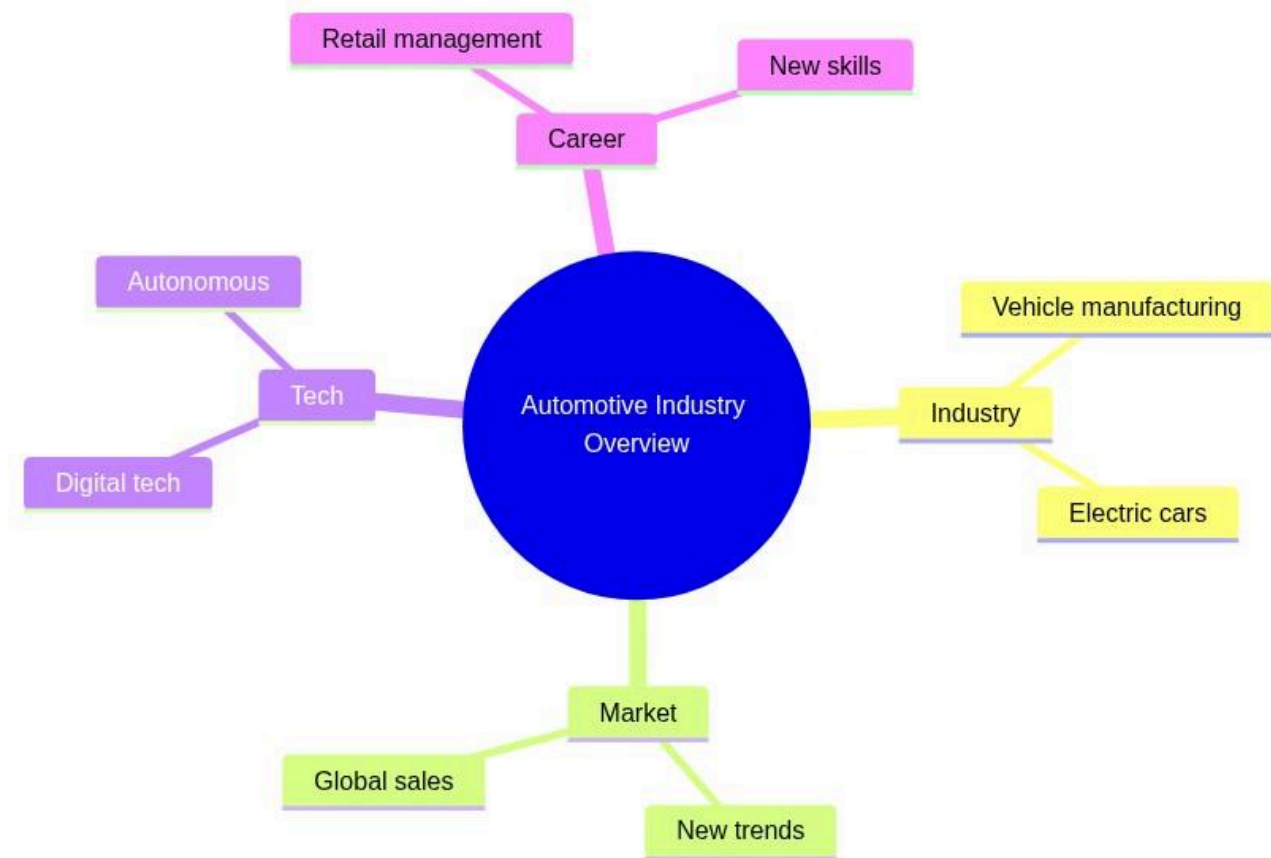 Retail management
New skills
Career
Autonomous
Vehicle manufacturing
Tech
Automotive Industry
Overview
Industry
Digital tech
Electric cars
Market
Global sales
New trends